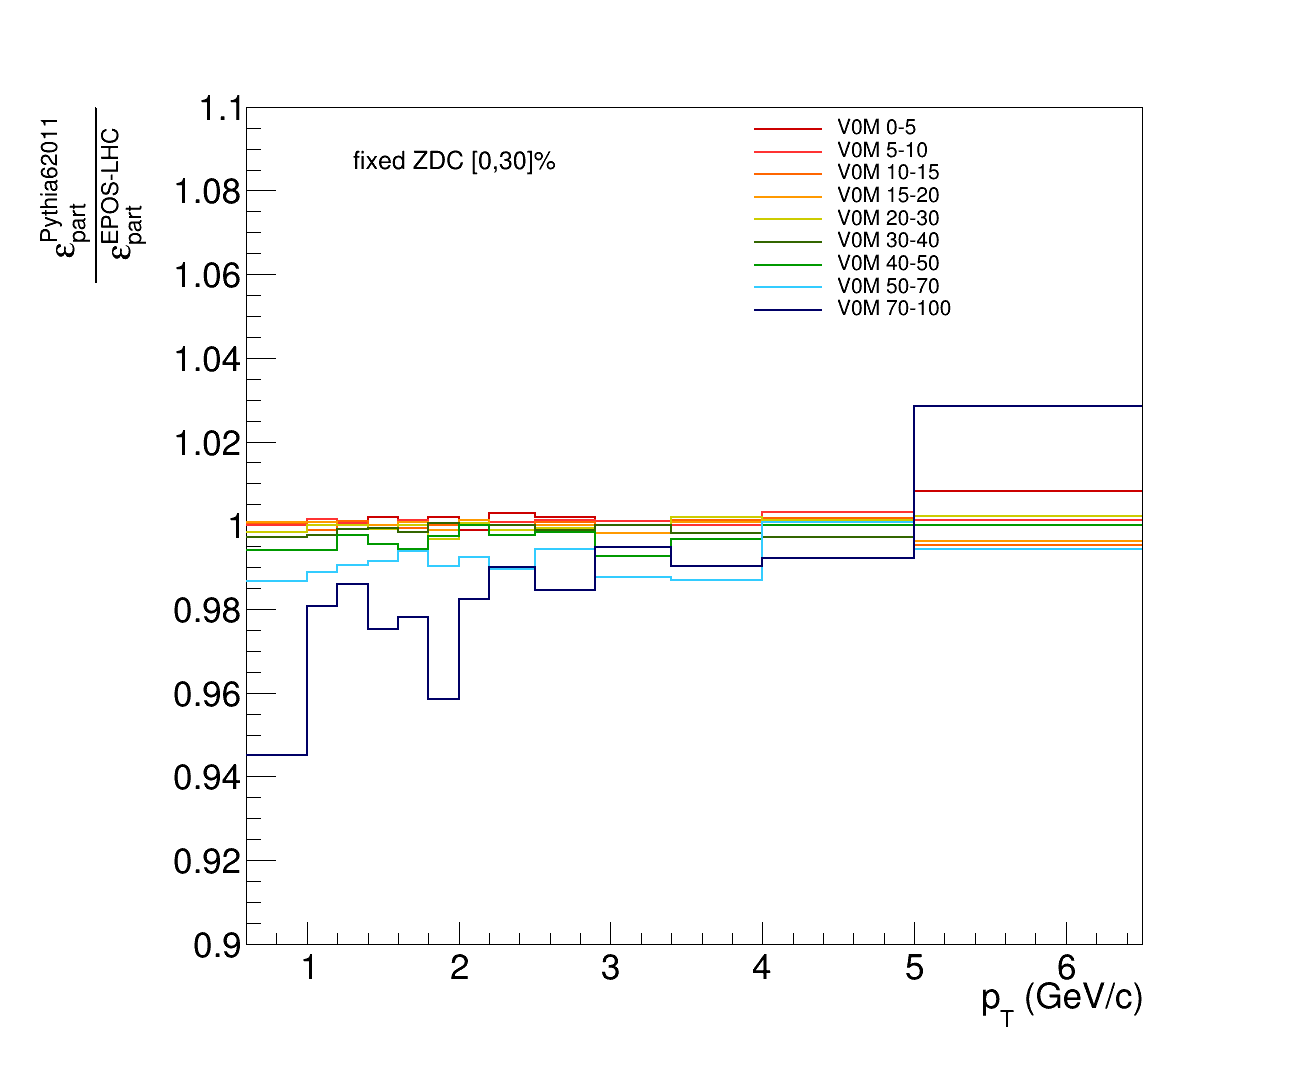 1.1
1.08
1.06
1.04
1.02
1
0.98
0.96
0.94
0.92
0.9
ε_part^Pythia62011
ε_part^EPOS-LHC
fixed ZDC [0,30]%
V0M 0-5
V0M 5-10
V0M 10-15
V0M 15-20
V0M 20-30
V0M 30-40
V0M 40-50
V0M 50-70
V0M 70-100
1 2 3 4 5 6
p_T (GeV/c)